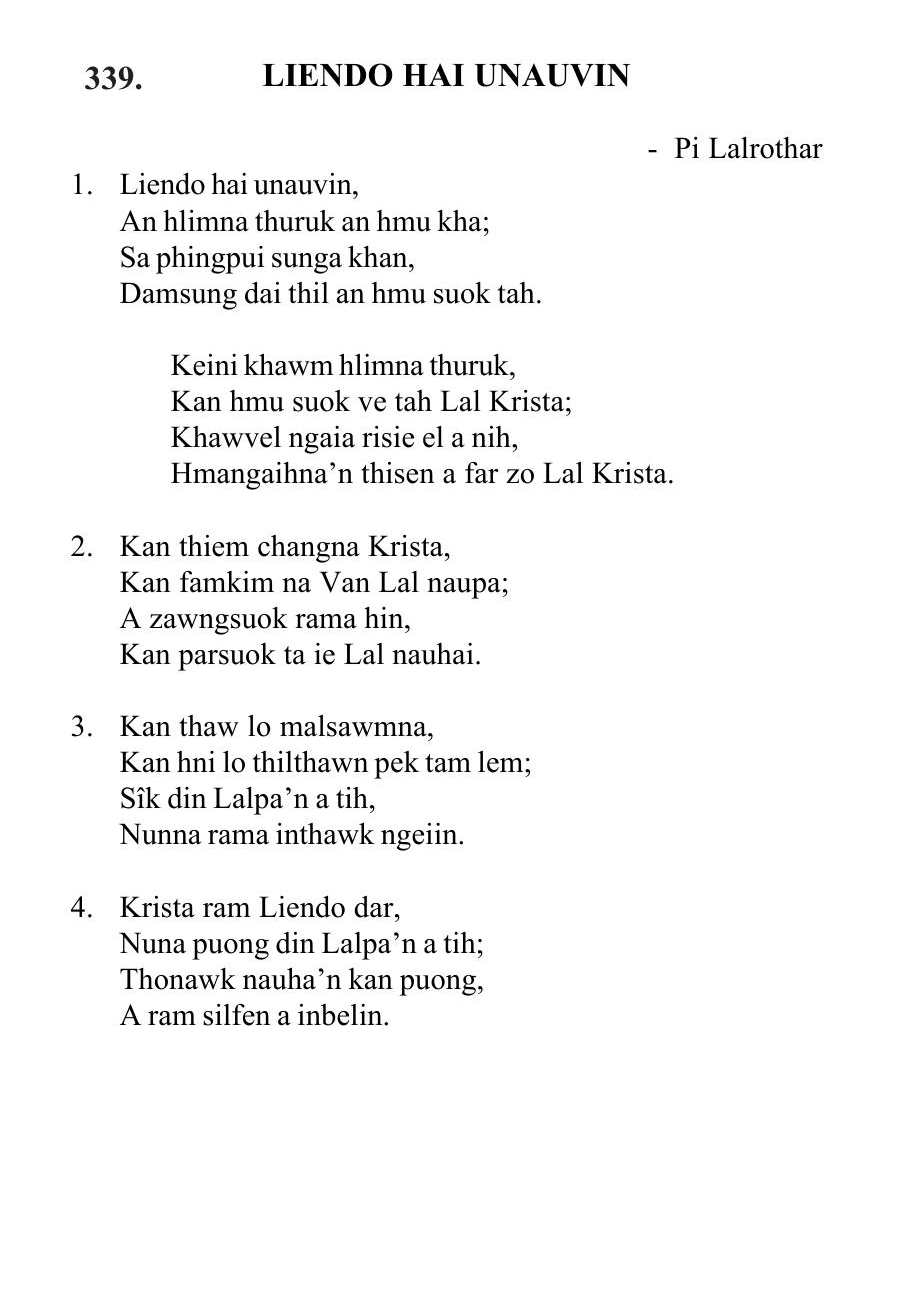 339. LIENDO HAI UNAUVIN
- Pi Lalrothar
1. Liendo hai unauvin,
An hlimna thuruk an hmu kha;
Sa phingpui sunga khan,
Damsung dai thil an hmu suok tah.
Keini khawm hlimna thuruk,
Kan hmu suok ve tah Lal Krista;
Khawvel ngaia risie el a nih,
Hmangaihna’n thisen a far zo Lal Krista.
2. Kan thiem changna Krista,
Kan famkim na Van Lal naupa;
A zawngsuok rama hin,
Kan parsuok ta ie Lal nauhai.
3. Kan thaw lo malsawmna,
Kan hni lo thilthawn pek tam lem;
Sîk din Lalpa’n a tih,
Nunna rama inthawk ngeiin.
4. Krista ram Liendo dar,
Nuna puong din Lalpa’n a tih;
Thonawk nauha’n kan puong,
A ram silfen a inbelin.